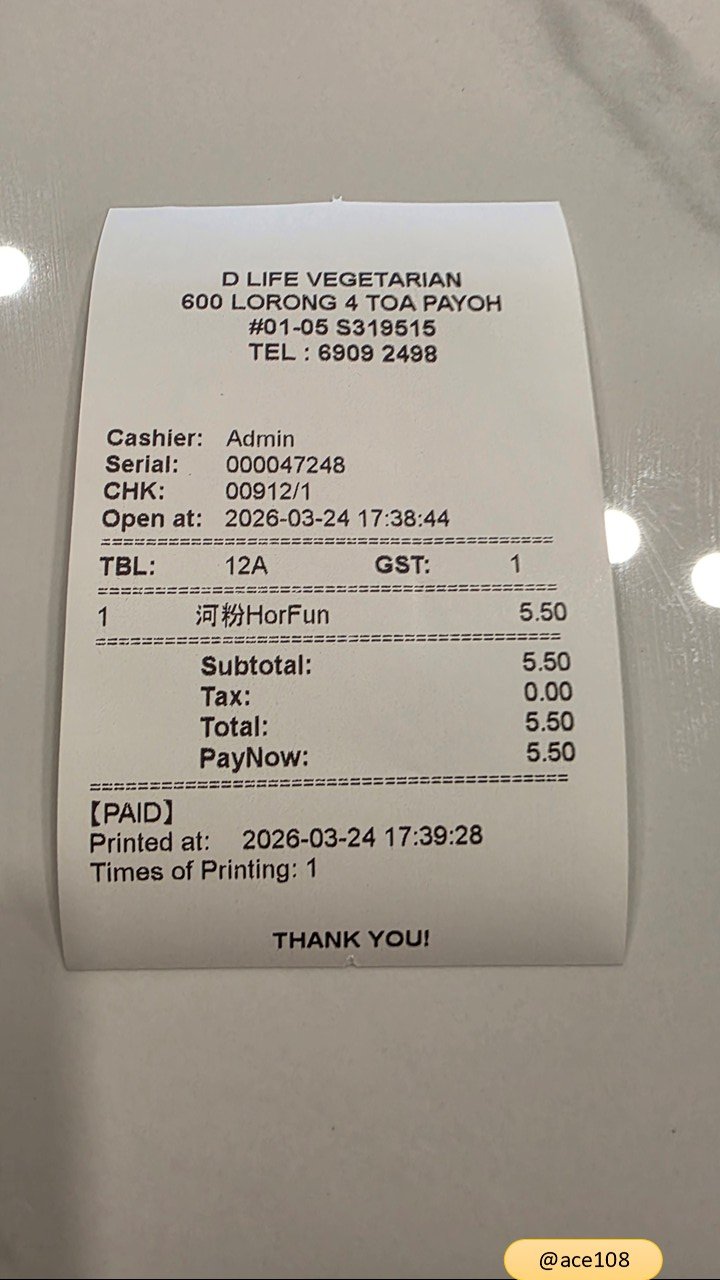 D LIFE VEGETARIAN
600 LORONG 4 TOA PAYOH
#01-05 S319515
TEL : 6909 2498
Cashier: Admin
Serial: 000047248
CHK: 00912/1
Open at: 2026-03-24 17:38:44
========================================
TBL: 12A GST: 1
========================================
1 河粉HorFun 5.50
========================================
Subtotal: 5.50
Tax: 0.00
Total: 5.50
PayNow: 5.50
========================================
【PAID】
Printed at: 2026-03-24 17:39:28
Times of Printing: 1
THANK YOU!
@ace108